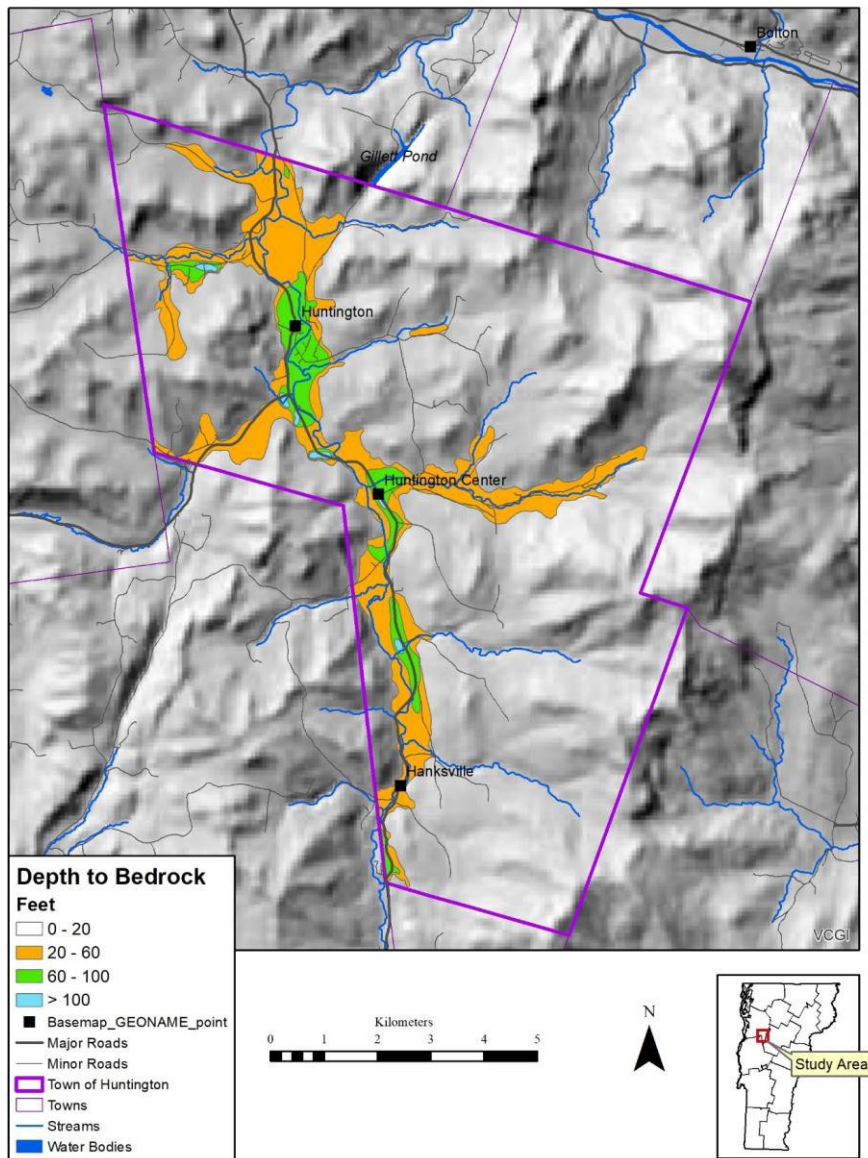 Bolton
Gillett Pond
Huntington
Huntington Center
Hanksville
VCGI
Depth to Bedrock
Feet
0 - 20
20 - 60
60 - 100
> 100
Basemap_GEONAME_point
Major Roads
Minor Roads
Town of Huntington
Towns
Streams
Water Bodies
Kilometers
0 1 2 3 4 5
N
Study Area